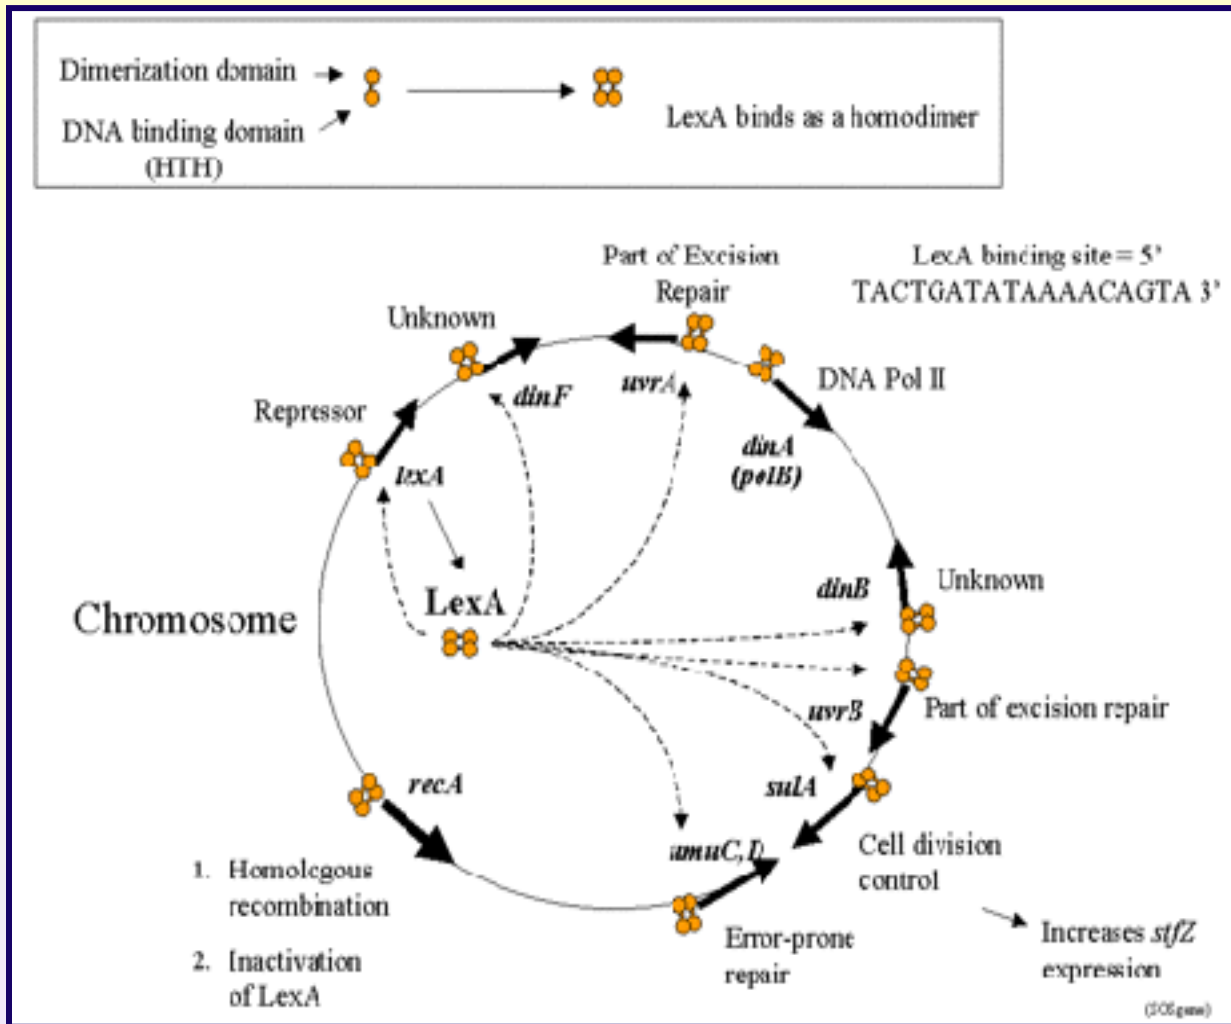 Dimerization domain
DNA binding domain
(HTH)
LexA binds as a homodimer
Part of Excision
Repair
LexA binding site = 5'
TACTGATATAAAACAGTA 3'
Unknown
dinF
uvrA
DNA Pol II
Repressor
lexA
dinA
(polB)
LexA
Chromosome
dinB
Unknown
uvrB
Part of excision repair
recA
sulA
umuC,D
Cell division
control
1. Homologous
recombination
2. Inactivation
of LexA
Error-prone
repair
Increases stfZ
expression
(SOSgene)